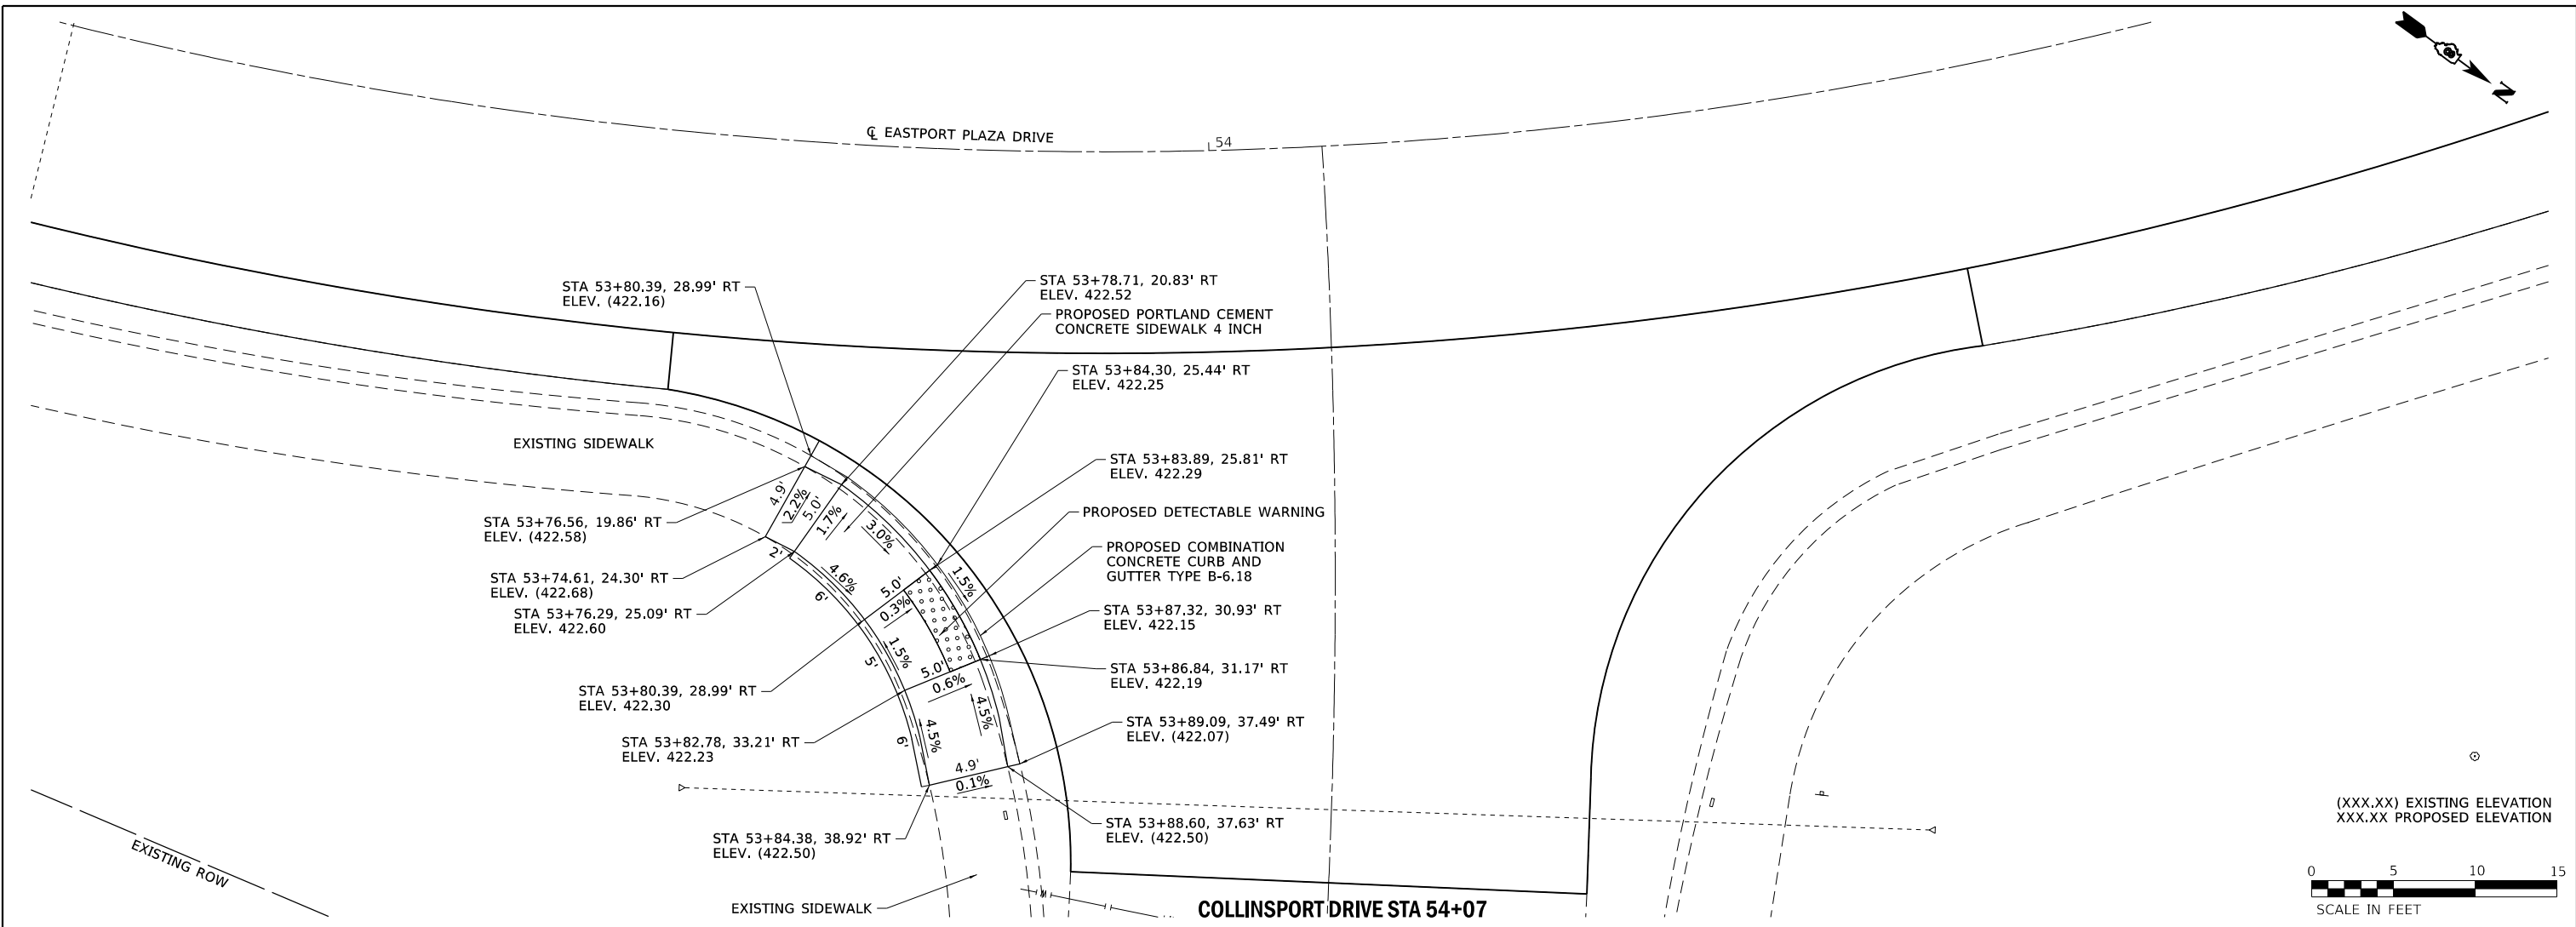 N
℄ EASTPORT PLAZA DRIVE
54
STA 53+80.39, 28.99' RT
ELEV. (422.16)
STA 53+78.71, 20.83' RT
ELEV. 422.52
PROPOSED PORTLAND CEMENT
CONCRETE SIDEWALK 4 INCH
STA 53+84.30, 25.44' RT
ELEV. 422.25
EXISTING SIDEWALK
STA 53+83.89, 25.81' RT
ELEV. 422.29
PROPOSED DETECTABLE WARNING
STA 53+76.56, 19.86' RT
ELEV. (422.58)
PROPOSED COMBINATION
CONCRETE CURB AND
GUTTER TYPE B-6.18
STA 53+74.61, 24.30' RT
ELEV. (422.68)
STA 53+76.29, 25.09' RT
ELEV. 422.60
STA 53+87.32, 30.93' RT
ELEV. 422.15
STA 53+86.84, 31.17' RT
ELEV. 422.19
STA 53+80.39, 28.99' RT
ELEV. 422.30
STA 53+82.78, 33.21' RT
ELEV. 422.23
STA 53+89.09, 37.49' RT
ELEV. (422.07)
STA 53+84.38, 38.92' RT
ELEV. (422.50)
STA 53+88.60, 37.63' RT
ELEV. (422.50)
4.9'
2.2%
5.0'
1.7%
3.0%
2'
4.6%
6'
5.0'
0.3%
1.5%
1.5%
5'
5.0'
0.6%
4.5%
4.5%
6'
4.9'
0.1%
EXISTING ROW
EXISTING SIDEWALK
COLLINSPORT DRIVE STA 54+07
(XXX.XX) EXISTING ELEVATION
XXX.XX PROPOSED ELEVATION
0 5 10 15
SCALE IN FEET